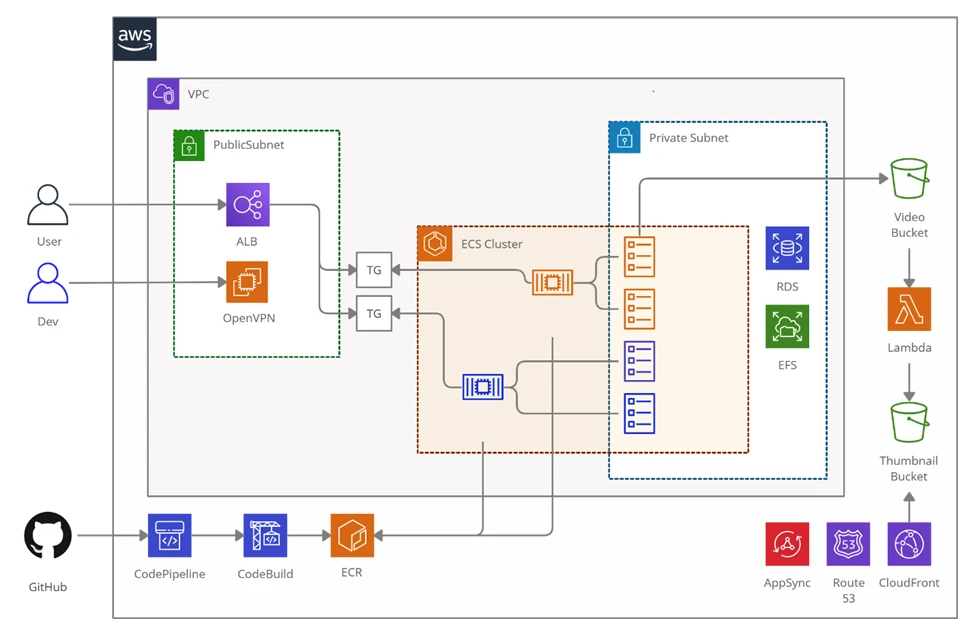 aws
VPC
PublicSubnet
Private Subnet
User
ALB
Dev
OpenVPN
TG
TG
ECS Cluster
RDS
EFS
Video
Bucket
Lambda
Thumbnail
Bucket
GitHub
CodePipeline
CodeBuild
ECR
AppSync
53
Route
53
CloudFront